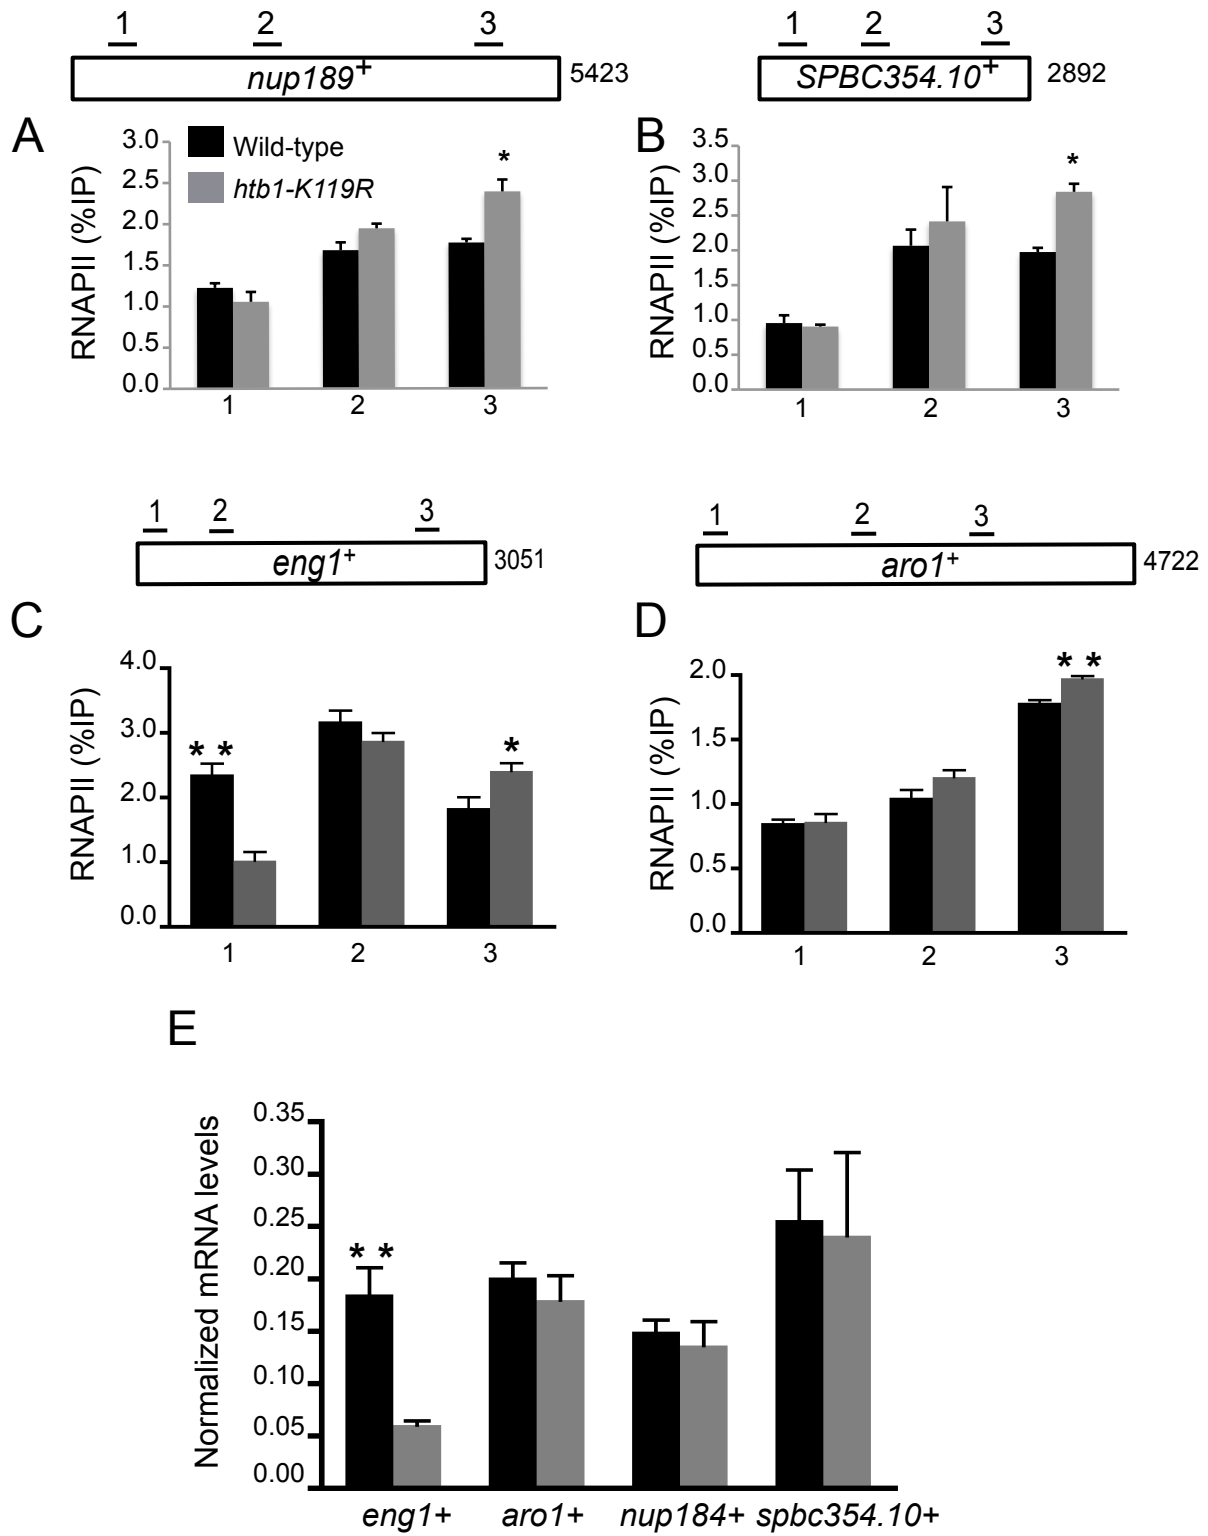 1 2 3
nup189+ 5423
1 2 3
SPBC354.10+ 2892
A
RNAPII (%IP)
3.0
2.5
2.0
1.5
1.0
0.5
0.0
Wild-type
htb1-K119R
*
1 2 3
B
RNAPII (%IP)
3.5
3.0
2.5
2.0
1.5
1.0
0.5
0.0
*
1 2 3
1 2 3
eng1+ 3051
1 2 3
aro1+ 4722
C
RNAPII (%IP)
4.0
3.0
2.0
1.0
0.0
* *
*
1 2 3
D
RNAPII (%IP)
2.0
1.5
1.0
0.5
0.0
* *
1 2 3
E
Normalized mRNA levels
0.35
0.30
0.25
0.20
0.15
0.10
0.05
0.00
* *
eng1+ aro1+ nup184+ spbc354.10+